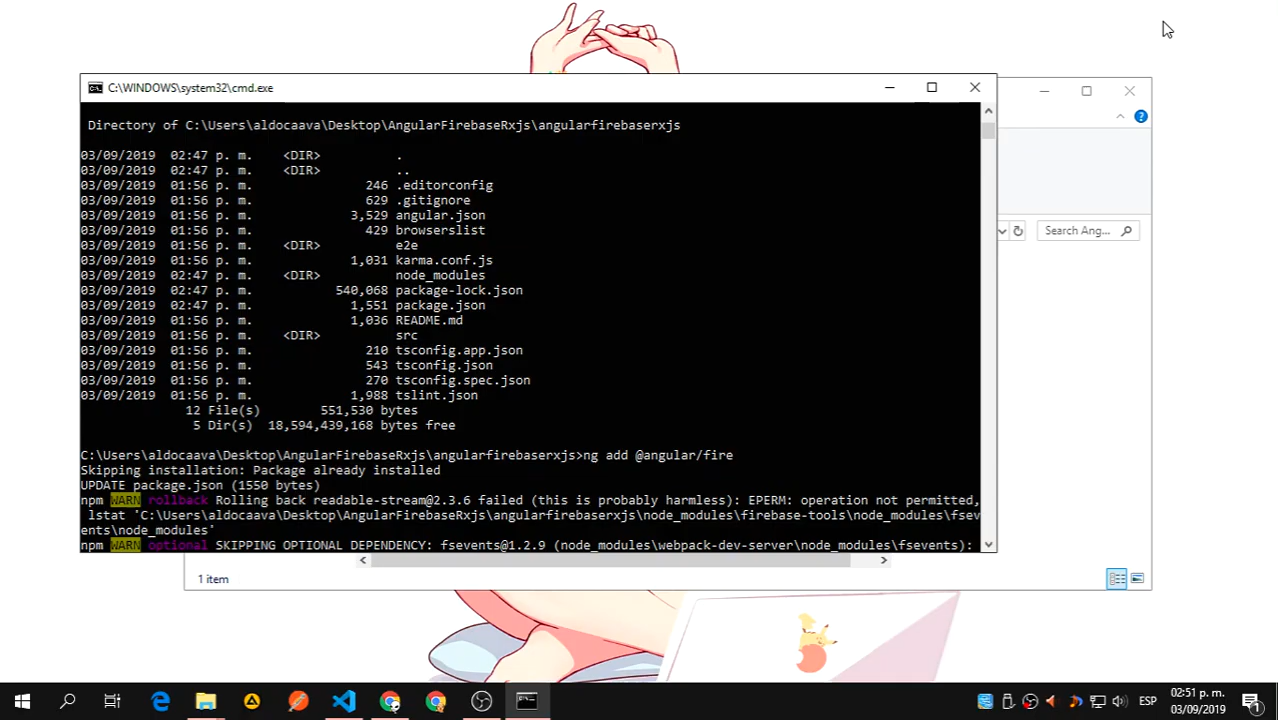 C:\WINDOWS\system32\cmd.exe
Directory of C:\Users\aldocaava\Desktop\AngularFirebaseRxjs\angularfirebaserxjs
03/09/2019 02:47 p. m. <DIR> .
03/09/2019 02:47 p. m. <DIR> ..
03/09/2019 01:56 p. m. 246 .editorconfig
03/09/2019 01:56 p. m. 629 .gitignore
03/09/2019 01:56 p. m. 3,529 angular.json
03/09/2019 01:56 p. m. 429 browserslist
03/09/2019 01:56 p. m. <DIR> e2e
03/09/2019 01:56 p. m. 1,031 karma.conf.js
03/09/2019 02:47 p. m. <DIR> node_modules
03/09/2019 02:47 p. m. 540,068 package-lock.json
03/09/2019 02:47 p. m. 1,551 package.json
03/09/2019 01:56 p. m. 1,036 README.md
03/09/2019 01:56 p. m. <DIR> src
03/09/2019 01:56 p. m. 210 tsconfig.app.json
03/09/2019 01:56 p. m. 543 tsconfig.json
03/09/2019 01:56 p. m. 270 tsconfig.spec.json
03/09/2019 01:56 p. m. 1,988 tslint.json
12 File(s) 551,530 bytes
5 Dir(s) 18,594,439,168 bytes free
C:\Users\aldocaava\Desktop\AngularFirebaseRxjs\angularfirebaserxjs>ng add @angular/fire
Skipping installation: Package already installed
UPDATE package.json (1550 bytes)
npm WARN rollback Rolling back readable-stream@2.3.6 failed (this is probably harmless): EPERM: operation not permitted,
lstat 'C:\Users\aldocaava\Desktop\AngularFirebaseRxjs\angularfirebaserxjs\node_modules\firebase-tools\node_modules\fsev
ents\node_modules'
npm WARN optional SKIPPING OPTIONAL DEPENDENCY: fsevents@1.2.9 (node_modules\webpack-dev-server\node_modules\fsevents):
Search Ang...
1 item
ESP
02:51 p. m.
03/09/2019
1